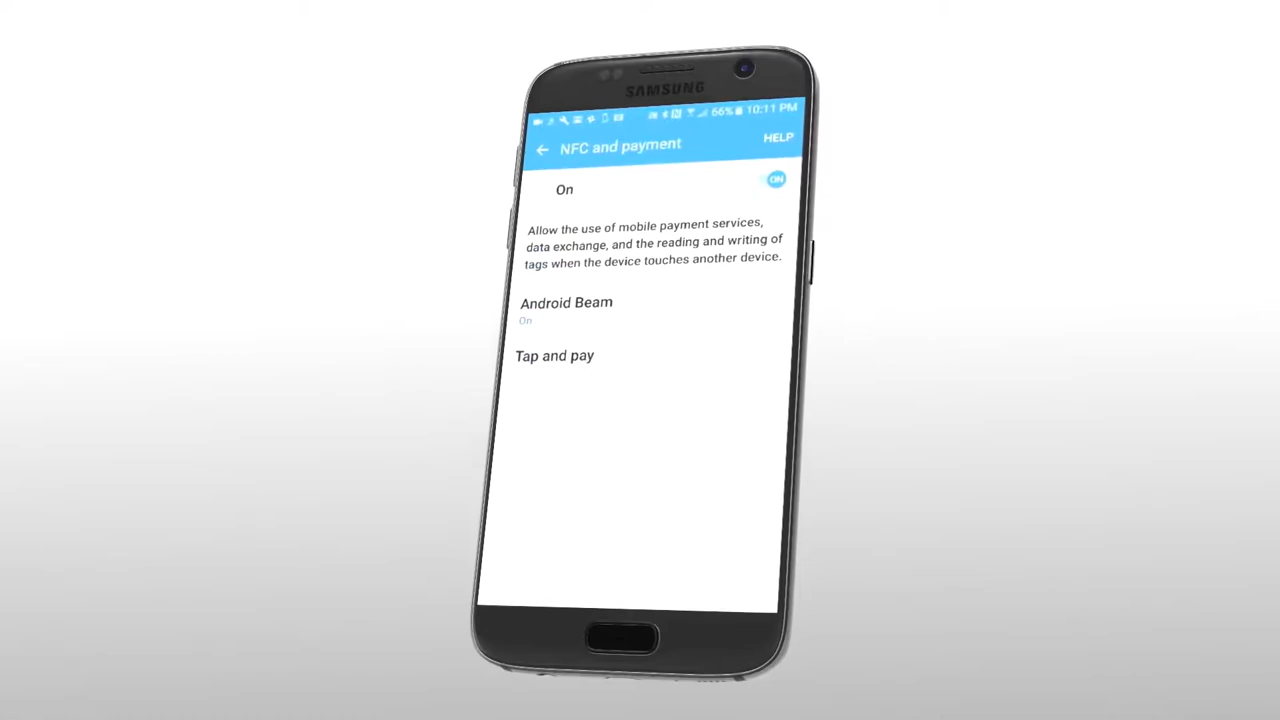 SAMSUNG
66% 10:11 PM
NFC and payment
HELP
On
ON
Allow the use of mobile payment services,
data exchange, and the reading and writing of
tags when the device touches another device.
Android Beam
On
Tap and pay